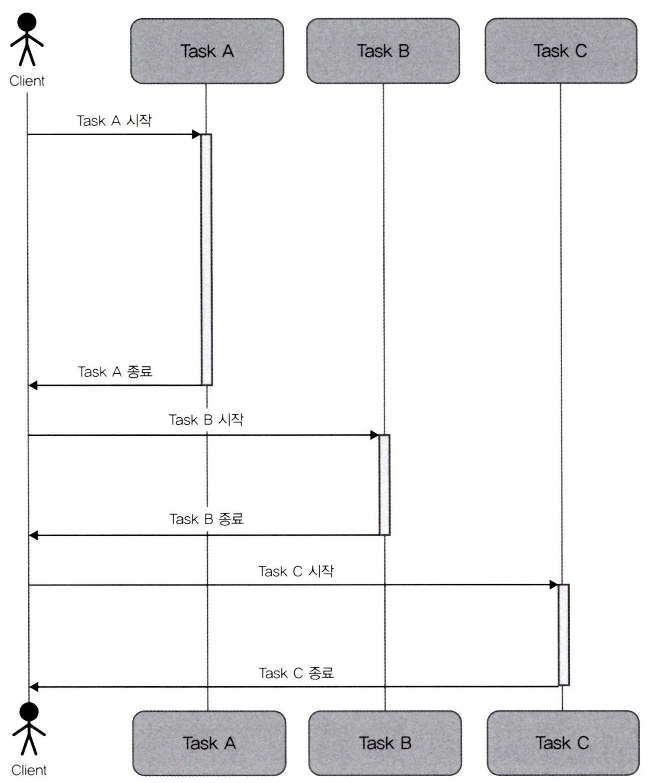 Client
Task A
Task B
Task C
Task A 시작
Task A 종료
Task B 시작
Task B 종료
Task C 시작
Task C 종료
Client
Task A
Task B
Task C